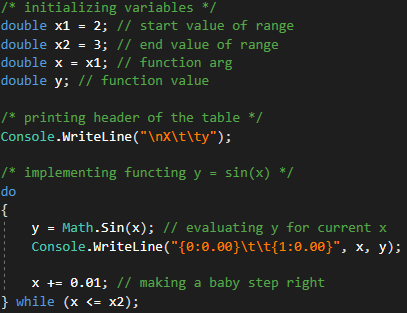 /* initializing variables */
double x1 = 2; // start value of range
double x2 = 3; // end value of range
double x = x1; // function arg
double y; // function value

/* printing header of the table */
Console.WriteLine("\nX\t\ty");

/* implementing functing y = sin(x) */
do
{
    y = Math.Sin(x); // evaluating y for current x
    Console.WriteLine("{0:0.00}\t\t{1:0.00}", x, y);

    x += 0.01; // making a baby step right
} while (x <= x2);